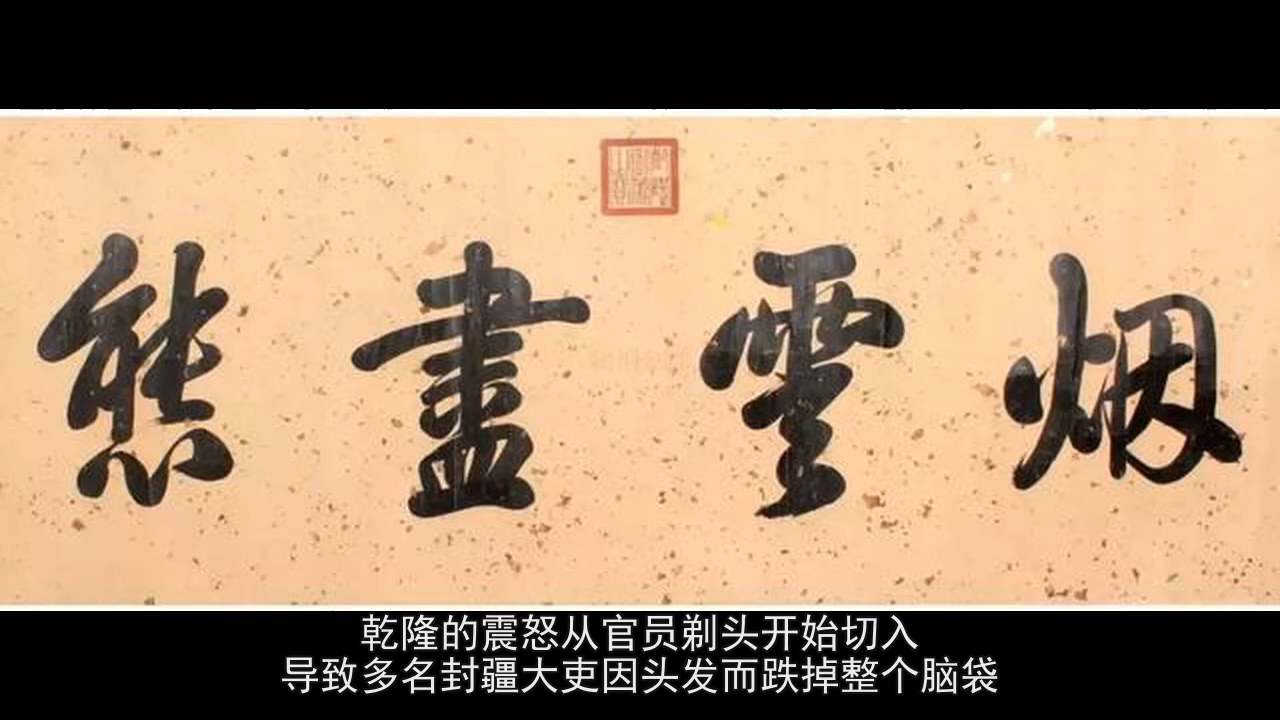 烟雲盡態
乾隆的震怒从官员剃头开始切入
导致多名封疆大吏因头发而跌掉整个脑袋